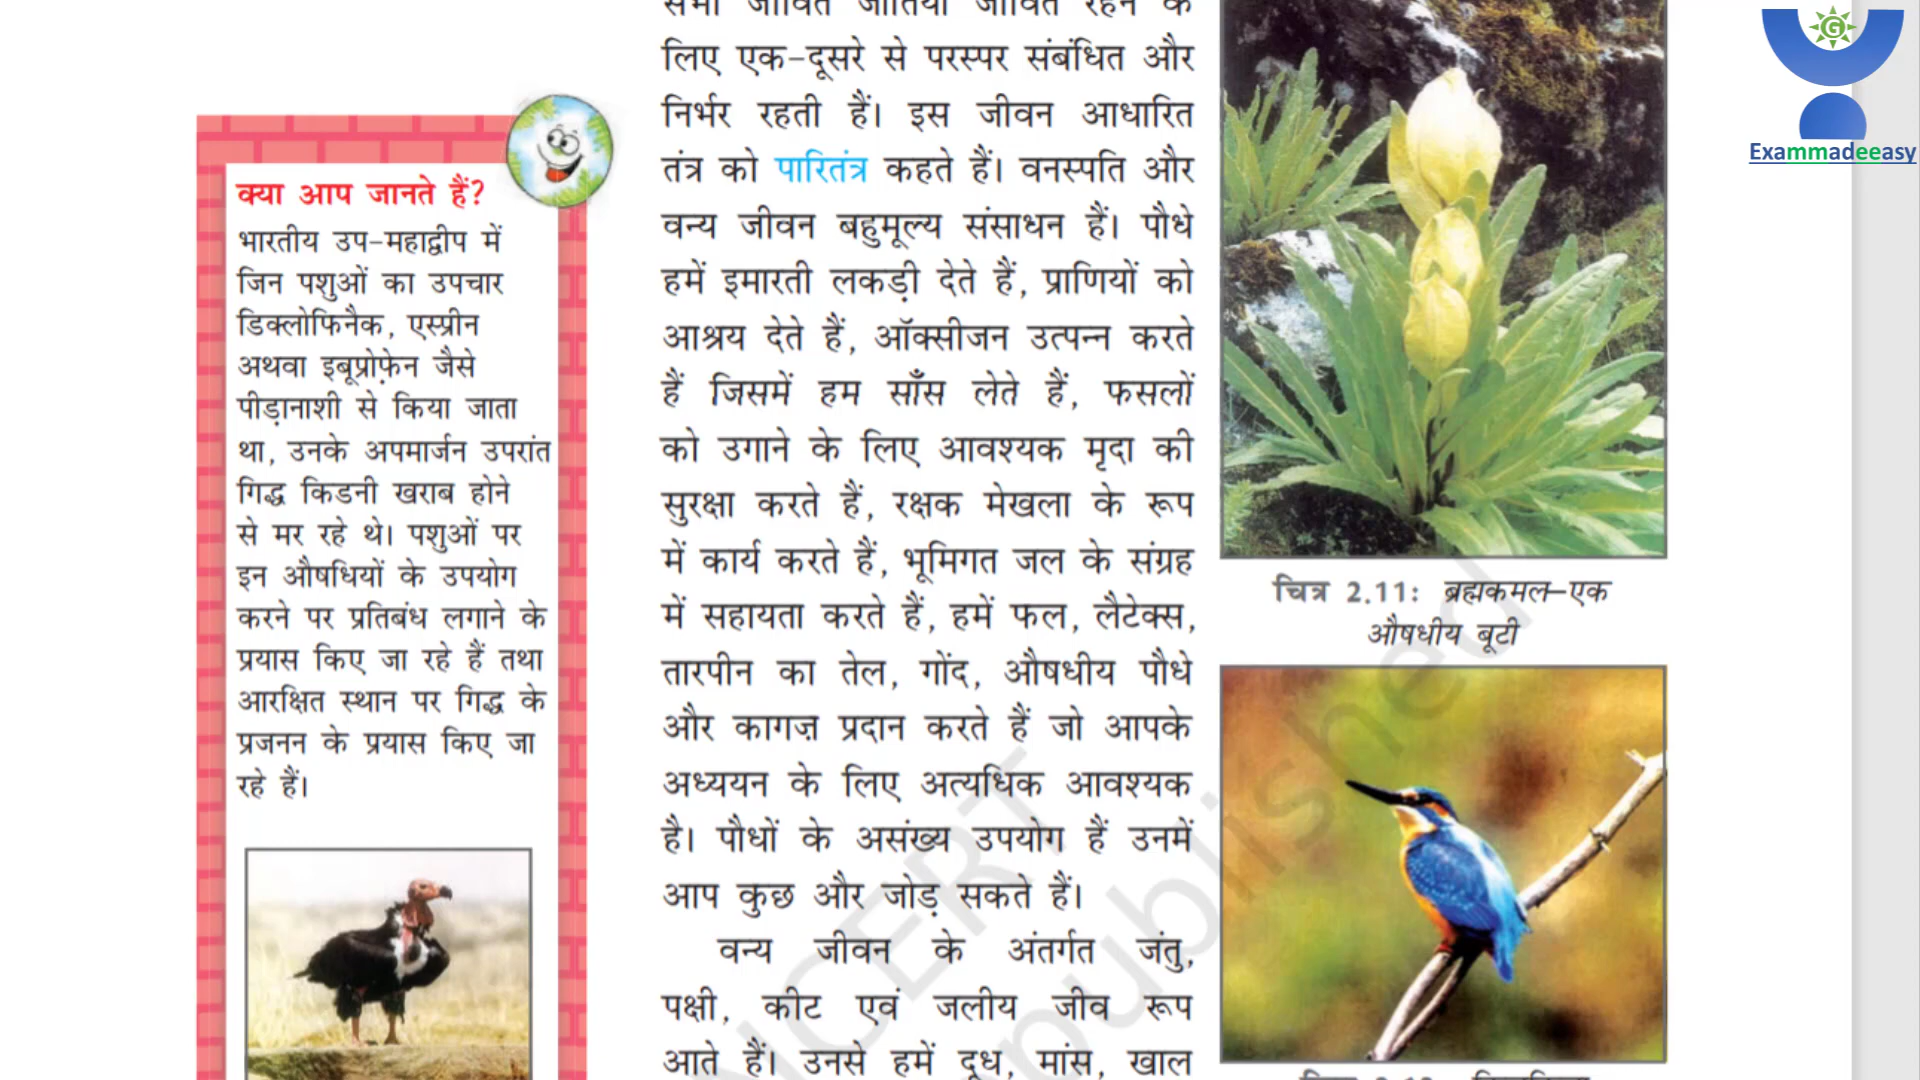 क्या आप जानते हैं?
भारतीय उप-महाद्वीप में
जिन पशुओं का उपचार
डिक्लोफिनैक, एस्प्रीन
अथवा इबूप्रोफ़ेन जैसे
पीड़ानाशी से किया जाता
था, उनके अपमार्जन उपरांत
गिद्ध किडनी खराब होने
से मर रहे थे। पशुओं पर
इन औषधियों के उपयोग
करने पर प्रतिबंध लगाने के
प्रयास किए जा रहे हैं तथा
आरक्षित स्थान पर गिद्ध के
प्रजनन के प्रयास किए जा
रहे हैं।
सभी जीवित जातियाँ जीवित रहने के
लिए एक-दूसरे से परस्पर संबंधित और
निर्भर रहती हैं। इस जीवन आधारित
तंत्र को पारितंत्र कहते हैं। वनस्पति और
वन्य जीवन बहुमूल्य संसाधन हैं। पौधे
हमें इमारती लकड़ी देते हैं, प्राणियों को
आश्रय देते हैं, ऑक्सीजन उत्पन्न करते
हैं जिसमें हम साँस लेते हैं, फसलों
को उगाने के लिए आवश्यक मृदा की
सुरक्षा करते हैं, रक्षक मेखला के रूप
में कार्य करते हैं, भूमिगत जल के संग्रह
में सहायता करते हैं, हमें फल, लैटेक्स,
तारपीन का तेल, गोंद, औषधीय पौधे
और कागज़ प्रदान करते हैं जो आपके
अध्ययन के लिए अत्यधिक आवश्यक
है। पौधों के असंख्य उपयोग हैं उनमें
आप कुछ और जोड़ सकते हैं।
वन्य जीवन के अंतर्गत जंतु,
पक्षी, कीट एवं जलीय जीव रूप
आते हैं। उनसे हमें दूध, मांस, खाल
चित्र 2.11: ब्रह्मकमल-एक
औषधीय बूटी
G
Exammadeeasy
NCERT